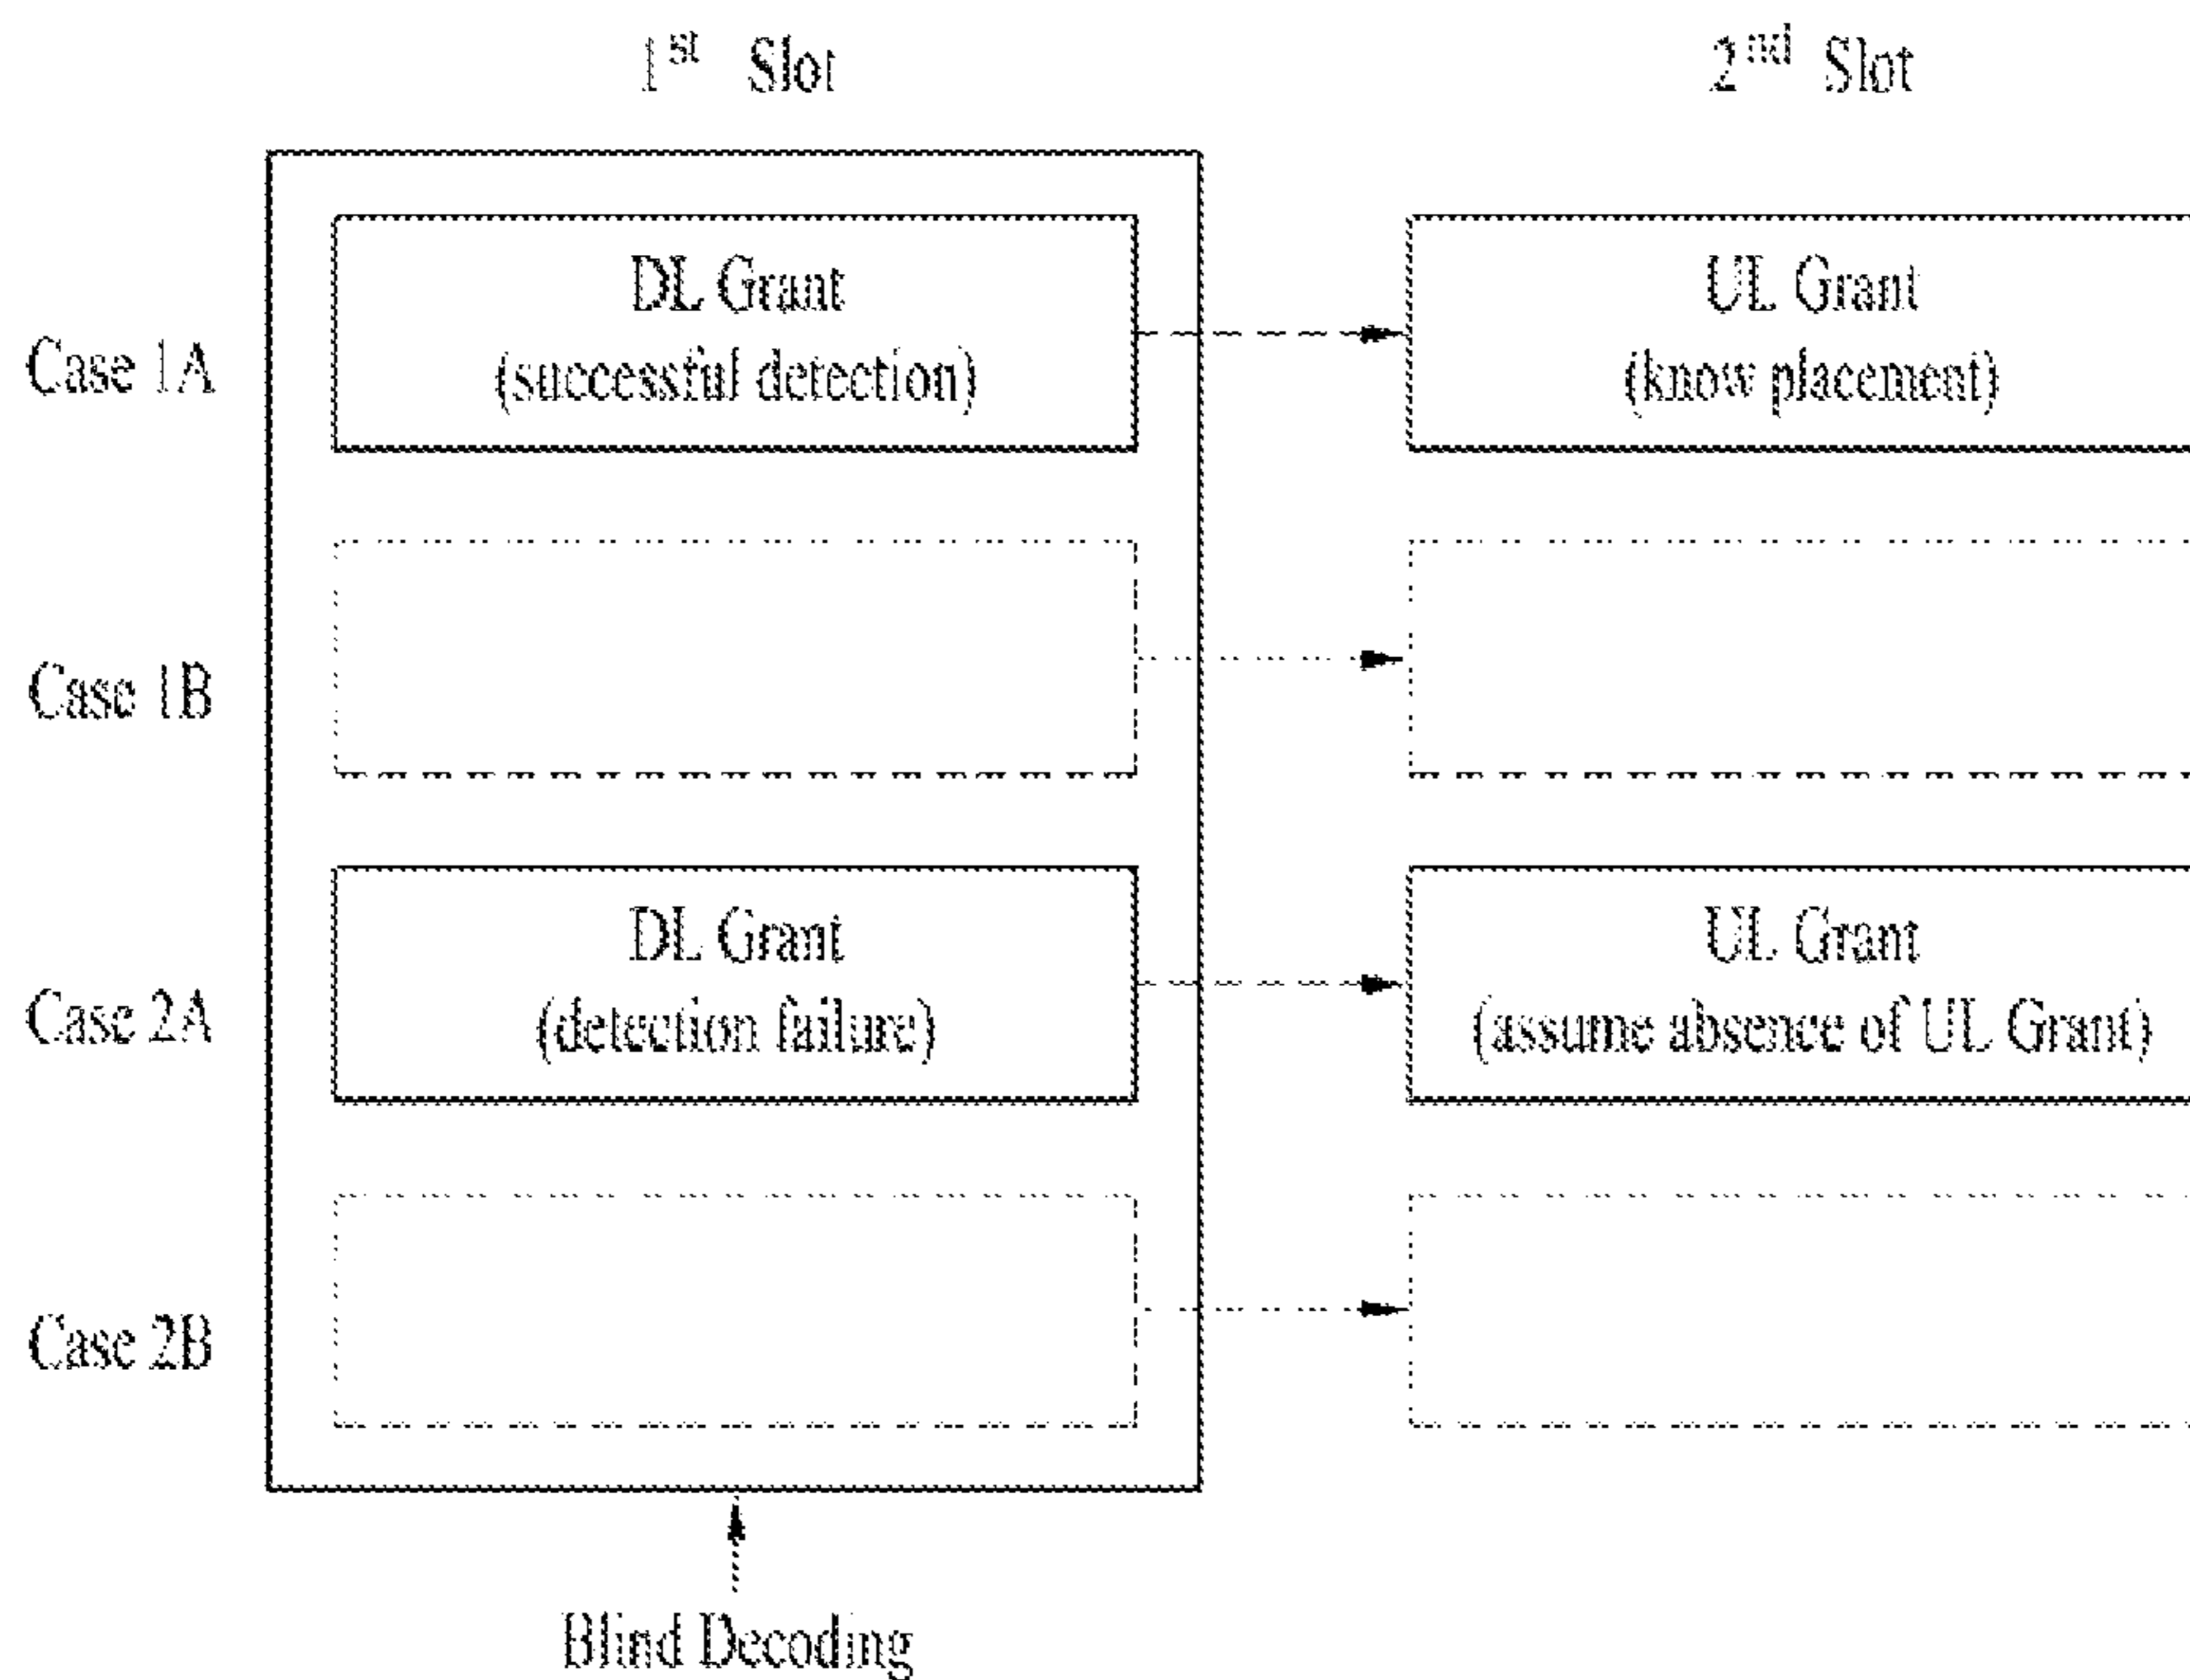 1st Slot 2nd Slot
Case 1A
DL Grant
(successful detection)
UL Grant
(know placement)
Case 1B
Case 2A
DL Grant
(detection failure)
UL Grant
(assume absence of UL Grant)
Case 2B
Blind Decoding